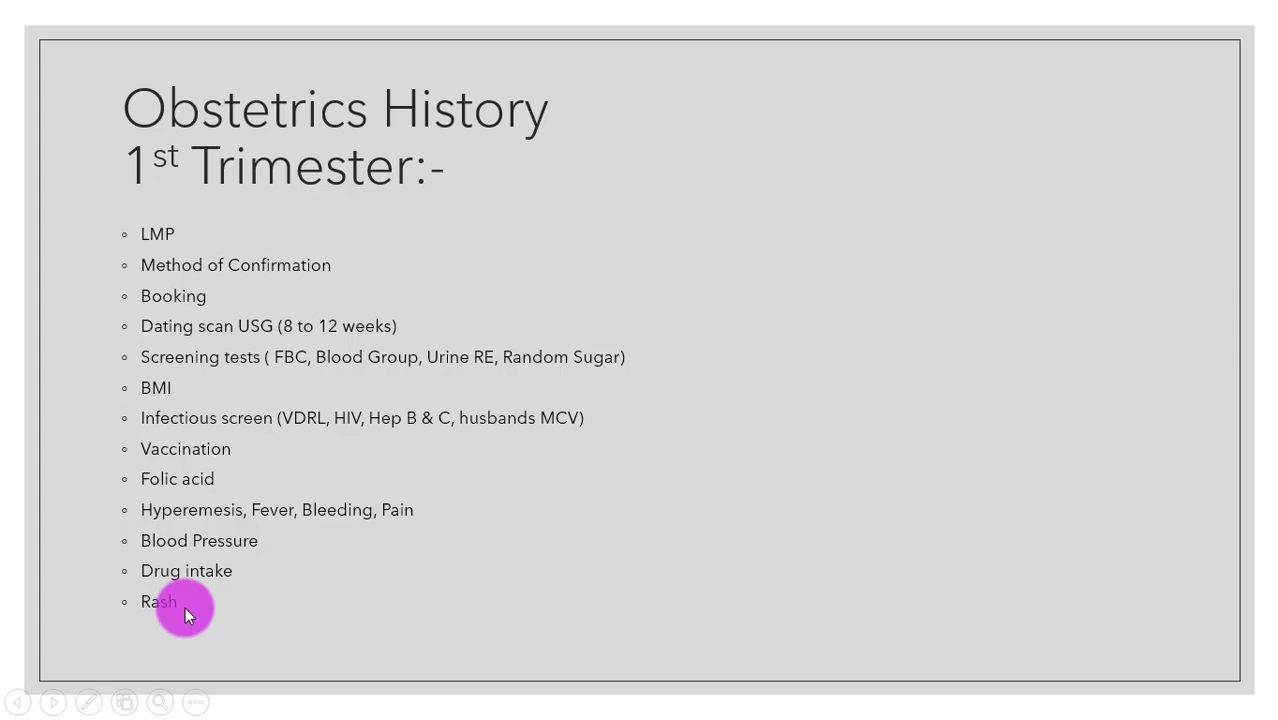 Obstetrics History
1st Trimester:-
◦ LMP
◦ Method of Confirmation
◦ Booking
◦ Dating scan USG (8 to 12 weeks)
◦ Screening tests ( FBC, Blood Group, Urine RE, Random Sugar)
◦ BMI
◦ Infectious screen (VDRL, HIV, Hep B & C, husbands MCV)
◦ Vaccination
◦ Folic acid
◦ Hyperemesis, Fever, Bleeding, Pain
◦ Blood Pressure
◦ Drug intake
◦ Rash